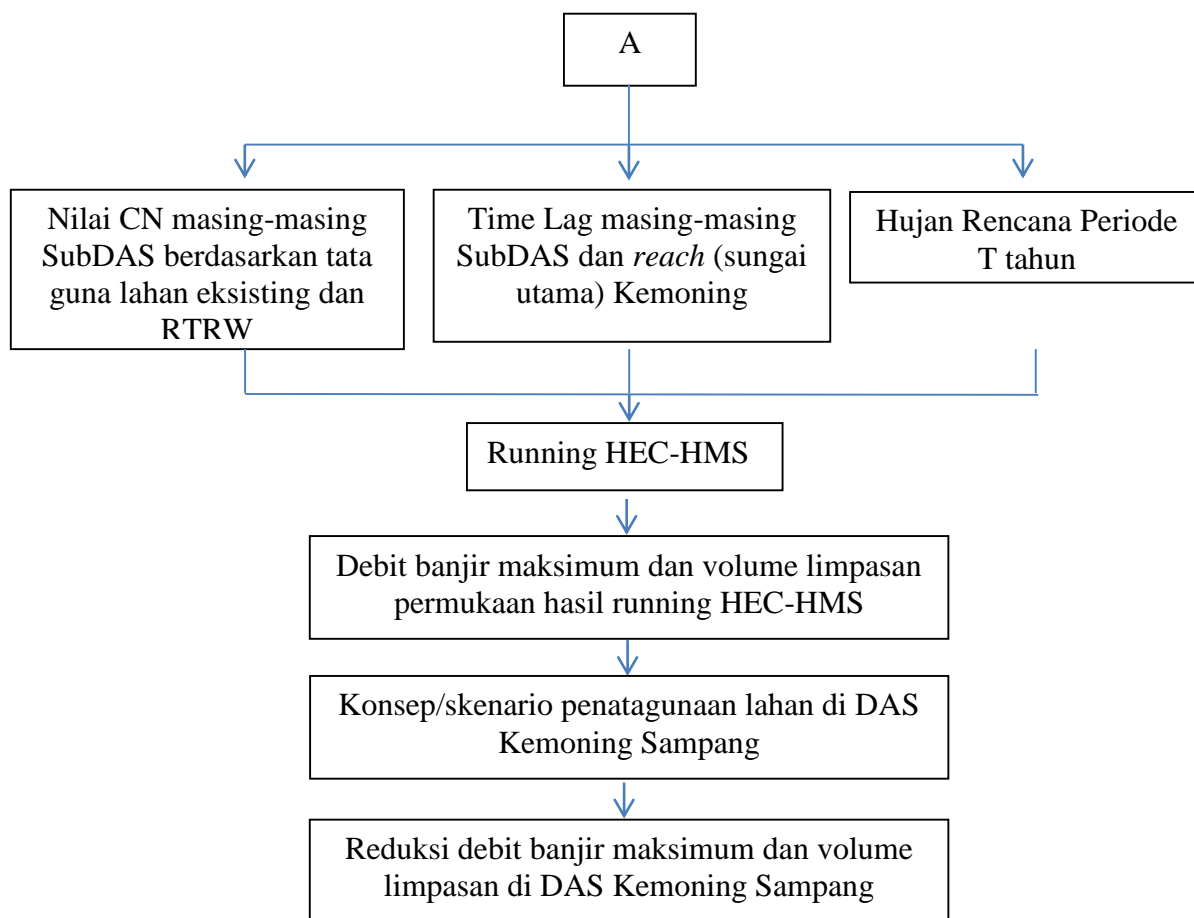 A
Nilai CN masing-masing
SubDAS berdasarkan tata
guna lahan eksisting dan
RTRW
Time Lag masing-masing
SubDAS dan reach (sungai
utama) Kemoning
Hujan Rencana Periode
T tahun
Running HEC-HMS
Debit banjir maksimum dan volume limpasan
permukaan hasil running HEC-HMS
Konsep/skenario penatagunaan lahan di DAS
Kemoning Sampang
Reduksi debit banjir maksimum dan volume
limpasan di DAS Kemoning Sampang